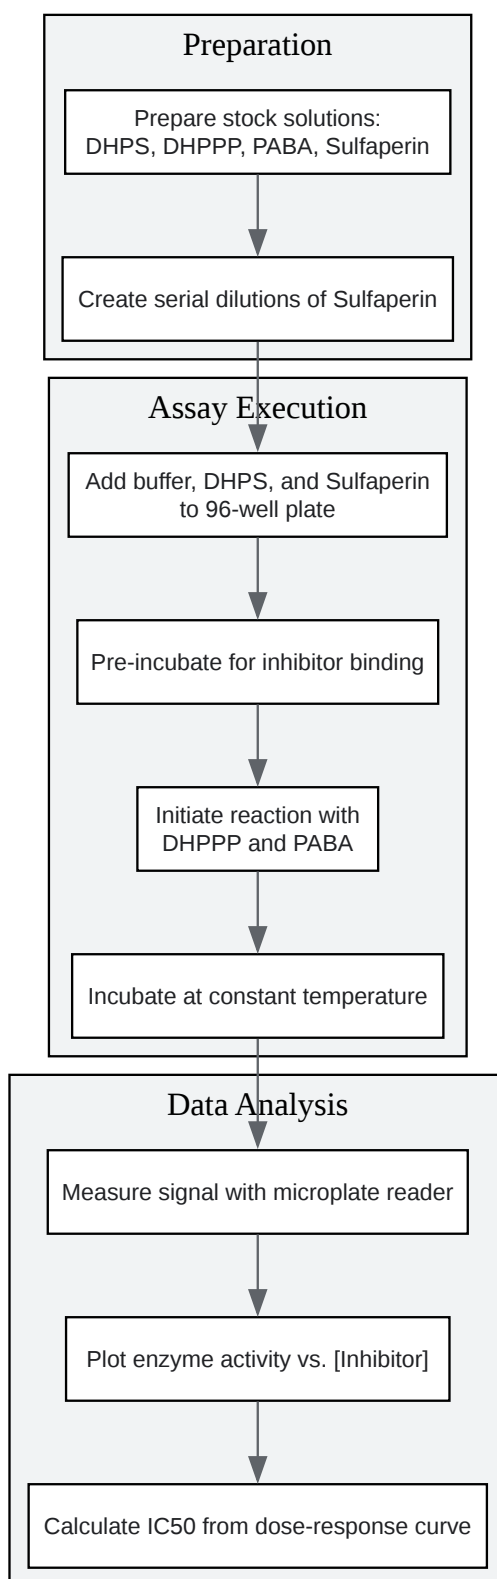 Preparation
Prepare stock solutions:
DHPS, DHPPP, PABA, Sulfaperin
Create serial dilutions of Sulfaperin
Assay Execution
Add buffer, DHPS, and Sulfaperin
to 96-well plate
Pre-incubate for inhibitor binding
Initiate reaction with
DHPPP and PABA
Incubate at constant temperature
Data Analysis
Measure signal with microplate reader
Plot enzyme activity vs. [Inhibitor]
Calculate IC50 from dose-response curve